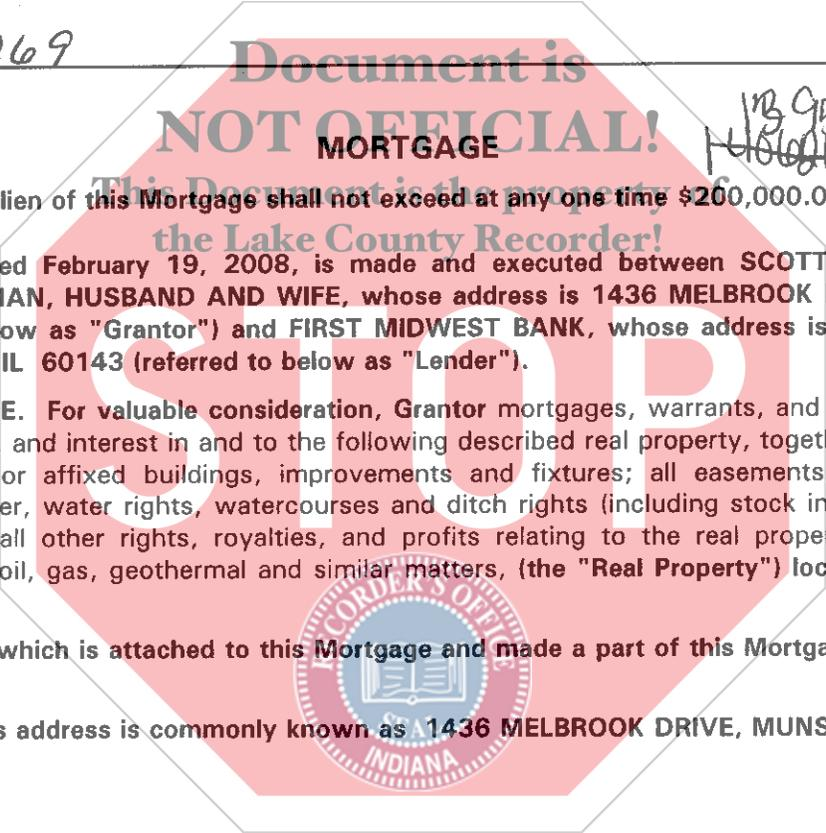 269
Document is
NOT OFFICIAL!
MORTGAGE
This Document is the property of
lien of this Mortgage shall not exceed at any one time $200,000.0
the Lake County Recorder!
ed February 19, 2008, is made and executed between SCOTT
IAN, HUSBAND AND WIFE, whose address is 1436 MELBROOK
ow as "Grantor") and FIRST MIDWEST BANK, whose address is
IL 60143 (referred to below as "Lender").
STOP
E. For valuable consideration, Grantor mortgages, warrants, and
and interest in and to the following described real property, togeth
or affixed buildings, improvements and fixtures; all easements
er, water rights, watercourses and ditch rights (including stock in
all other rights, royalties, and profits relating to the real prope
oil, gas, geothermal and similar matters, (the "Real Property") loc
RECORDER'S OFFICE
which is attached to this Mortgage and made a part of this Mortga
SEAL
s address is commonly known as 1436 MELBROOK DRIVE, MUNS
INDIANA